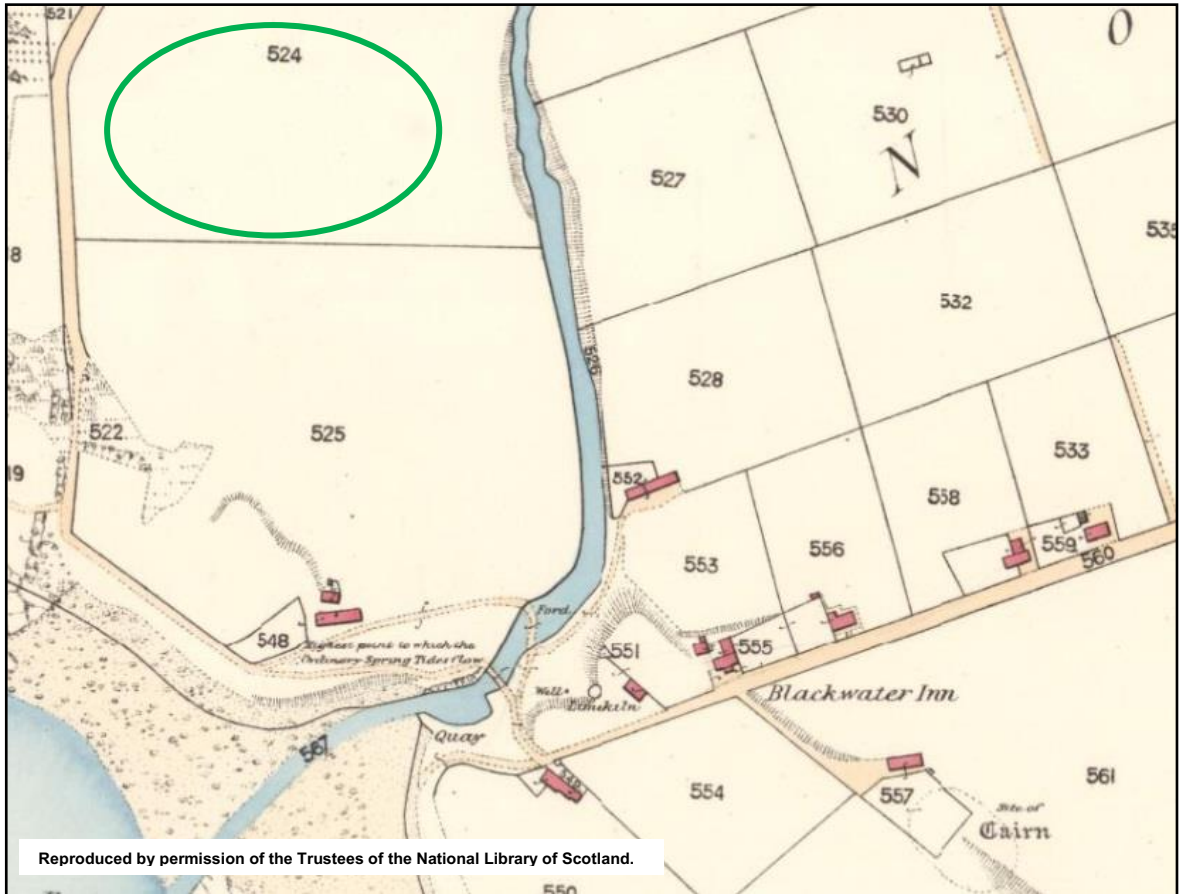 521
524
O
530
N
527
535
8
532
526
528
522
525
533
19
552
558
556
559
553
560
Ford
548
Highest point to which the
Ordinary Spring Tides flow
551
555
Well
Limekiln
Blackwater Inn
Quay
567
549
554
557
561
Site of
Cairn
Reproduced by permission of the Trustees of the National Library of Scotland.
550